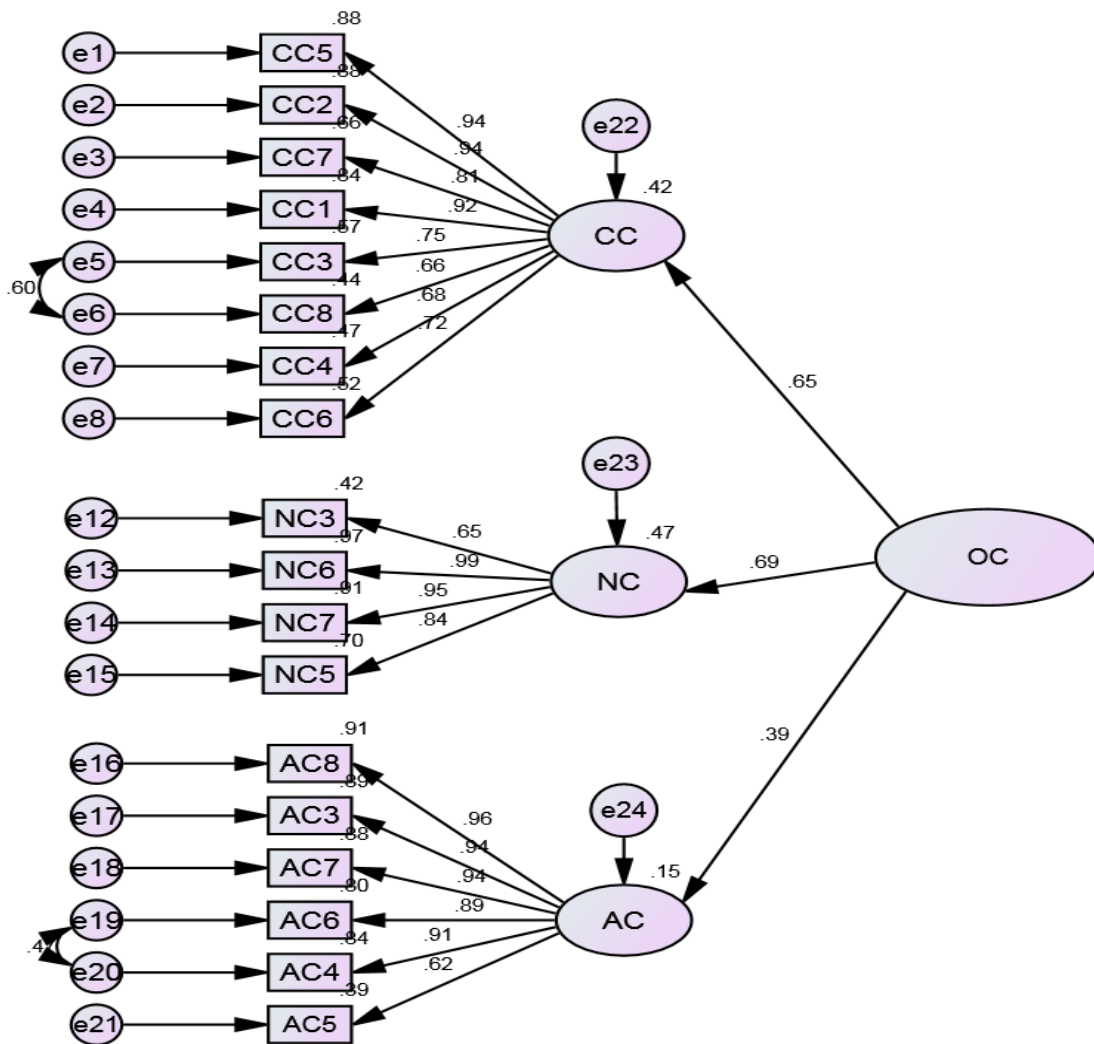 .88
e1 CC5
.88
e2 CC2 .94 e22
.66 .94
e3 CC7 .81
.84 .42
e4 CC1 .92 CC
.57
e5 CC3 .75
.60 .44 .66
e6 CC8 .68
.47 .72
e7 CC4 .65
.52
e8 CC6
e23
.42
e12 NC3 .65 .47 OC
.97
e13 NC6 .99 NC .69
.91 .95
e14 NC7 .84
.70
e15 NC5
.91 .39
e16 AC8
.89 e24
e17 AC3 .96
.88 .94
e18 AC7 .94 .15
.80
e19 AC6 .89 AC
.84 .91
e20 AC4 .62
.39
e21 AC5